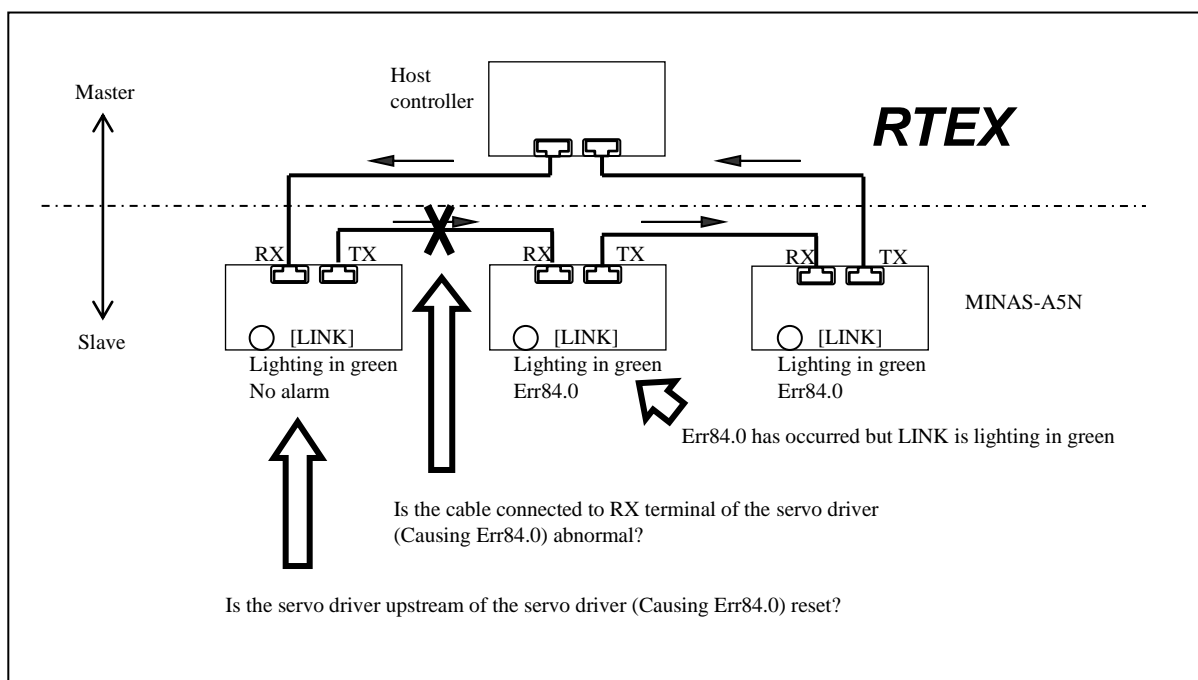 Host
controller
Master
RTEX
RX
TX
RX
TX
RX
TX
MINAS-A5N
Slave
[LINK]
[LINK]
[LINK]
Lighting in green
No alarm
Lighting in green
Err84.0
Lighting in green
Err84.0
Err84.0 has occurred but LINK is lighting in green
Is the cable connected to RX terminal of the servo driver
(Causing Err84.0) abnormal?
Is the servo driver upstream of the servo driver (Causing Err84.0) reset?